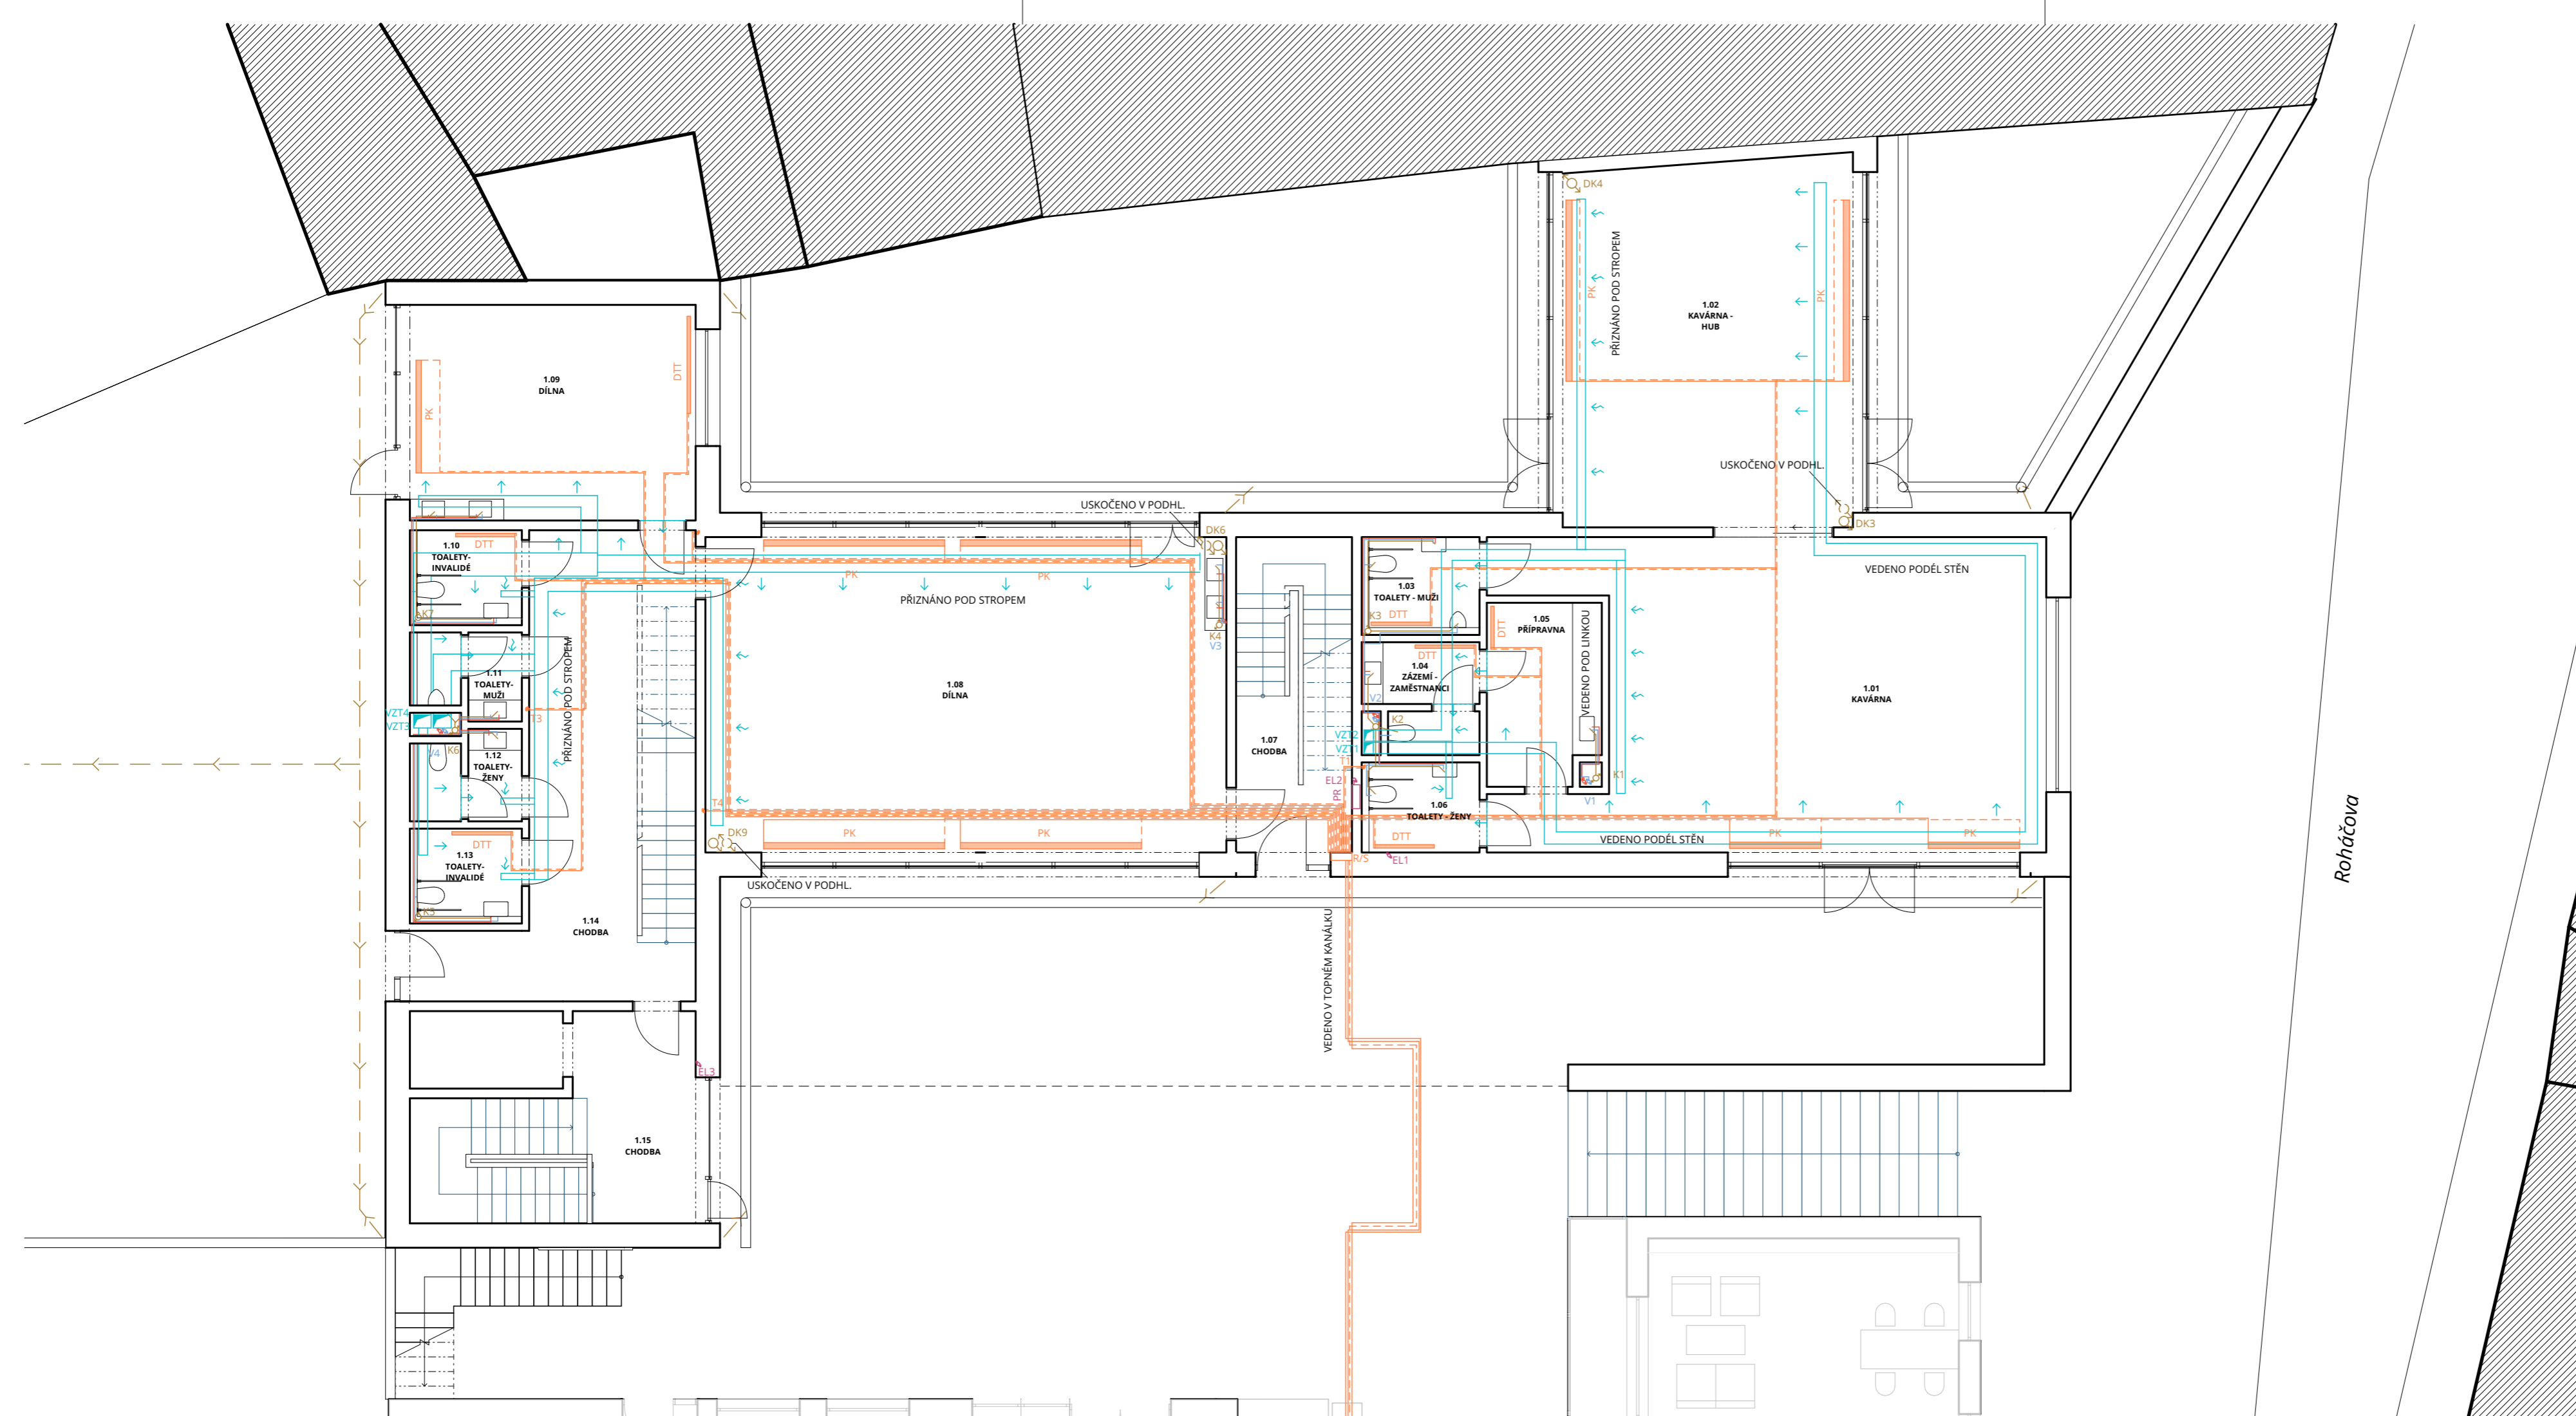 DK4
PK
PŘIZNÁNO POD STROPEM
1.02
KAVÁRNA -
HUB
PK
1.09
DÍLNA
DTT
PK
USKOČENO V PODHL.
DK3
USKOČENO V PODHL.
DK6
1.10
TOALETY-
INVALIDÉ
DTT
K7
PK
PK
PŘIZNÁNO POD STROPEM
VEDENO PODÉL STĚN
1.03
TOALETY - MUŽI
K3
DTT
1.05
PŘÍPRAVNA
DTT
VEDENO POD LINKOU
K4
V3
1.04
ZÁZEMÍ -
ZAMĚSTNANCI
DTT
V2
K2
1.11
TOALETY-
MUŽI
PŘIZNÁNO POD STROPEM
T3
VZT4
VZT3
V4
K6
1.12
TOALETY-
ŽENY
1.08
DÍLNA
1.01
KAVÁRNA
1.07
CHODBA
VZT2
VZT1
T1
EL2
PR
K1
V1
1.06
TOALETY - ŽENY
DTT
EL1
R/S
T4
DK9
PK
PK
PK
PK
VEDENO PODÉL STĚN
DTT
1.13
TOALETY-
INVALIDÉ
K5
USKOČENO V PODHL.
1.14
CHODBA
VEDENO V TOPNÉM KANÁLKU
EL3
1.15
CHODBA
Roháčova